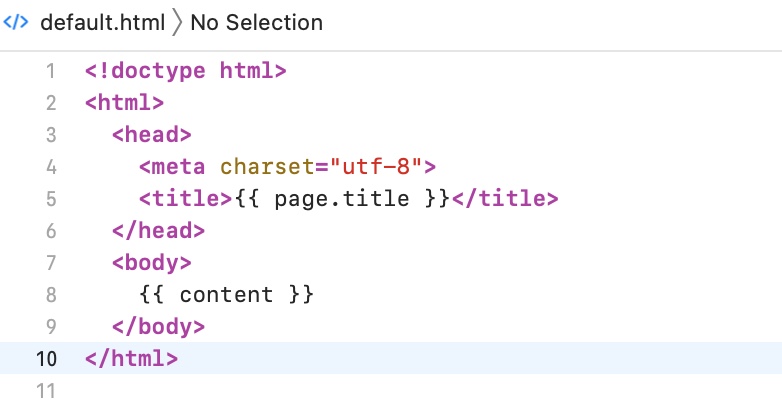 </> default.html 〉 No Selection
1 <!doctype html>
2 <html>
3   <head>
4     <meta charset="utf-8">
5     <title>{{ page.title }}</title>
6   </head>
7   <body>
8     {{ content }}
9   </body>
10 </html>
11